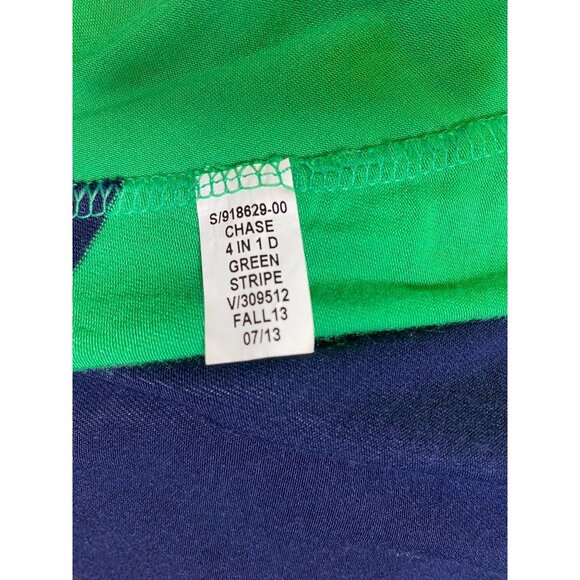 S/918629-00
CHASE
4 IN 1 D
GREEN
STRIPE
V/309512
FALL13
07/13